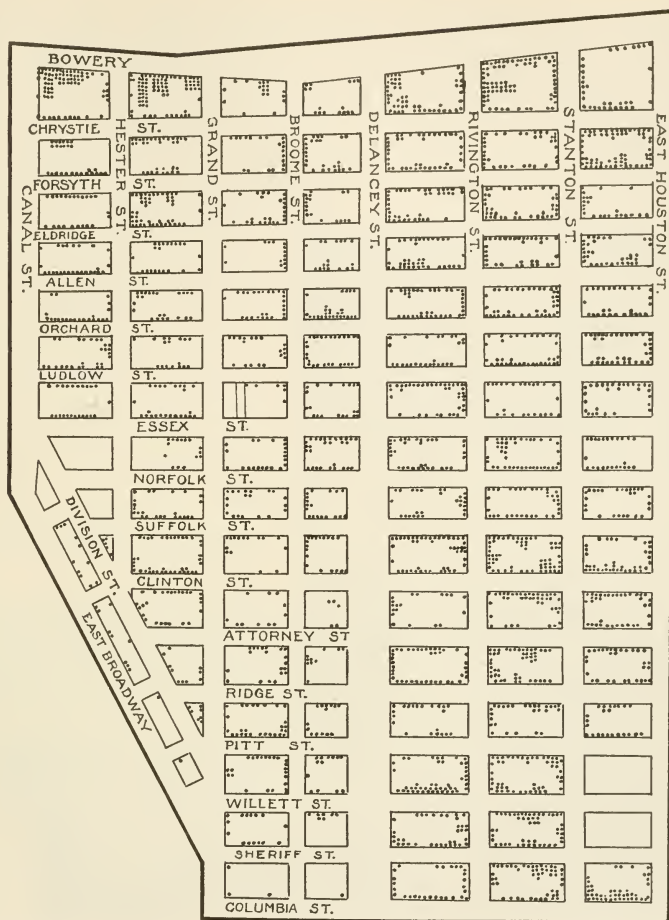 BOWERY
CHRYSTIE ST.
FORSYTH ST.
ELDRIDGE ST.
ALLEN ST.
ORCHARD ST.
LUDLOW ST.
ESSEX ST.
NORFOLK ST.
SUFFOLK ST.
CLINTON ST.
ATTORNEY ST
RIDGE ST.
PITT ST.
WILLETT ST.
SHERIFF ST.
COLUMBIA ST.
CANAL ST.
HESTER ST.
GRAND ST.
BROOME ST.
DELANCEY ST.
RIVINGTON ST.
STANTON ST.
EAST HOUSTON ST.
DIVISION ST.
EAST BROADWAY